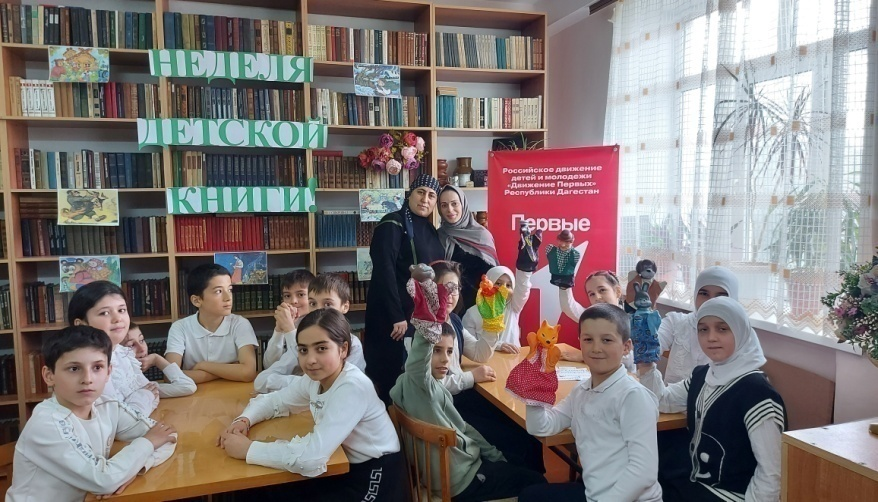 НЕДЕЛЯ
ДЕТСКОЙ
КНИГИ
Российское движение
детей и молодежи
«Движение Первых»
Республики Дагестан
Первые